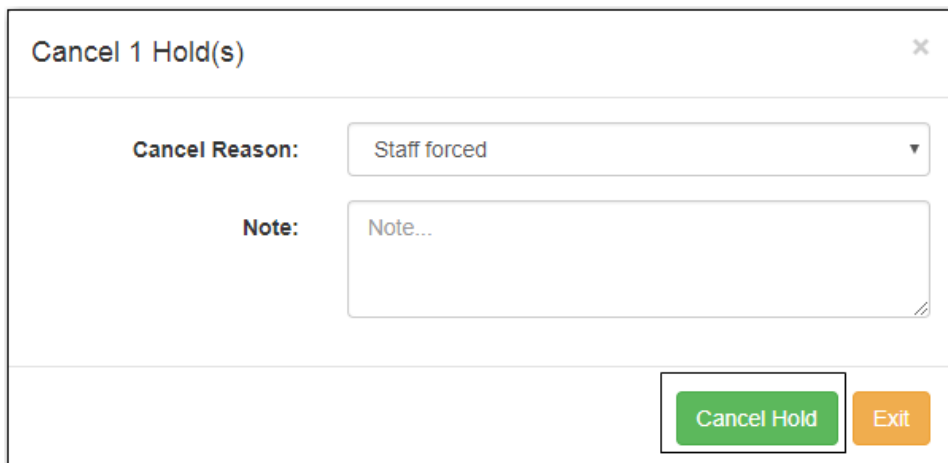 Cancel 1 Hold(s) ×
Cancel Reason: Staff forced
Note: Note...
Cancel Hold Exit